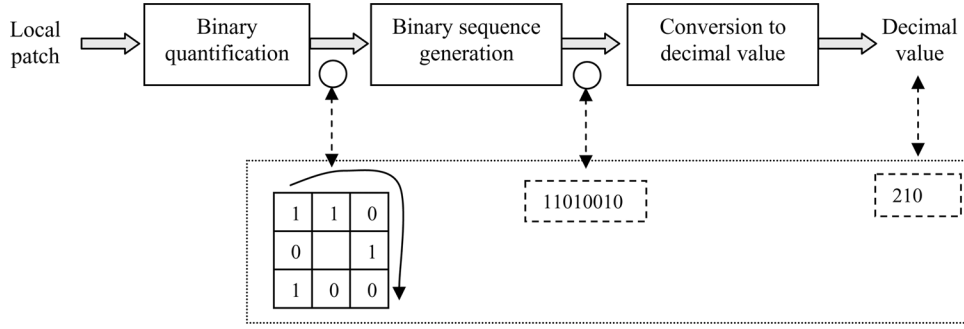 Local
patch
Binary
quantification
Binary sequence
generation
Conversion to
decimal value
Decimal
value
1 1 0
0 1
1 0 0
11010010
210